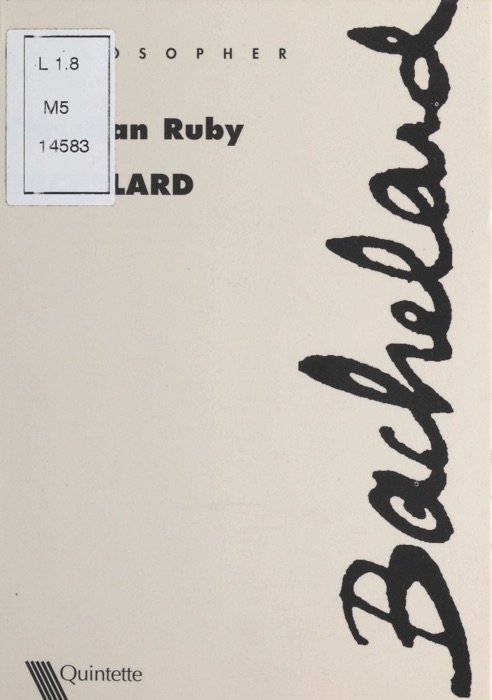 L 1.8
M5
14583
OSOPHER
an Ruby
LARD
Bachelard
Quintette